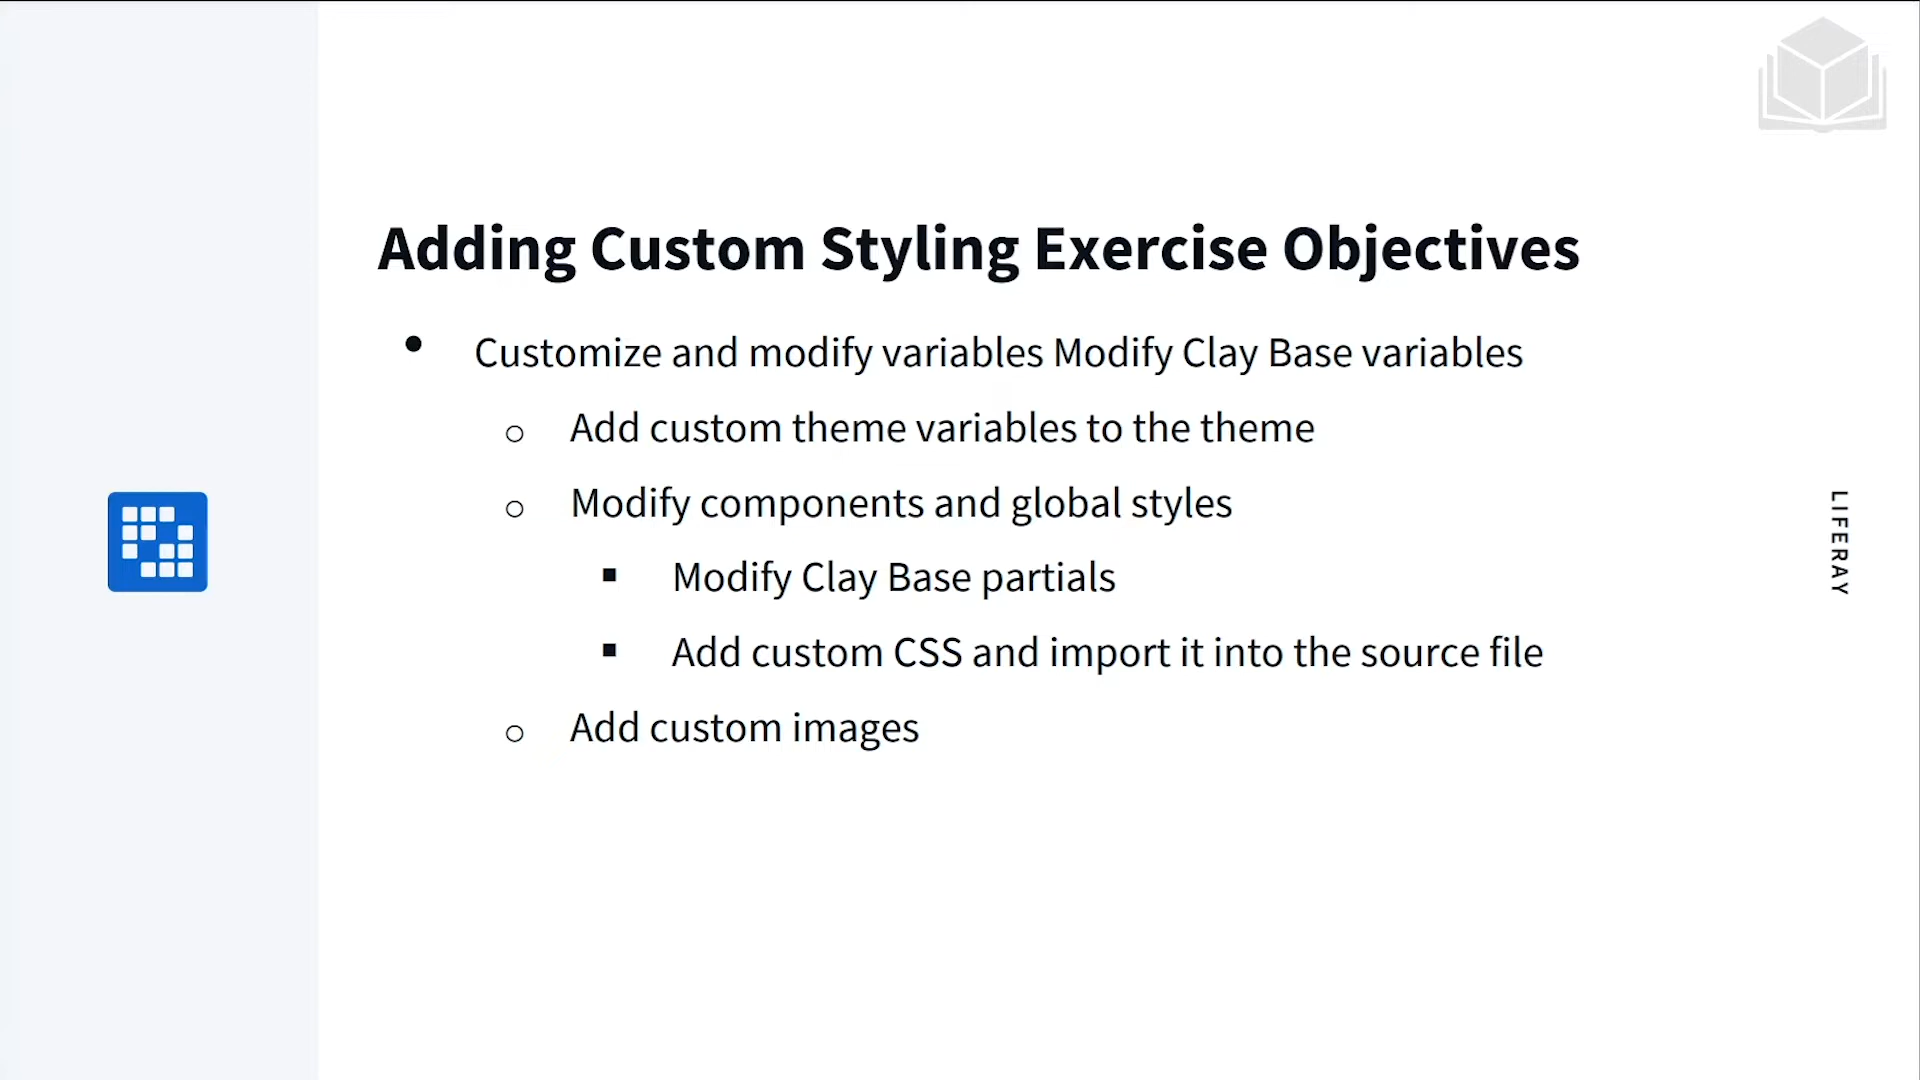 Adding Custom Styling Exercise Objectives
Customize and modify variables Modify Clay Base variables
Add custom theme variables to the theme
Modify components and global styles
Modify Clay Base partials
Add custom CSS and import it into the source file
Add custom images
LIFERAY